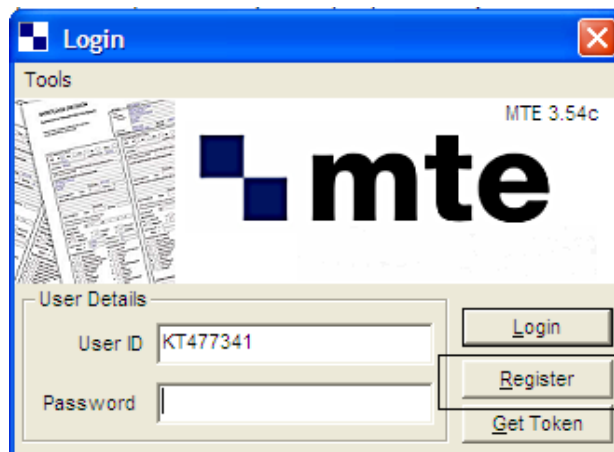 Login
Tools
MTE 3.54c
mte
User Details
User ID KT477341
Password
Login
Register
Get Token